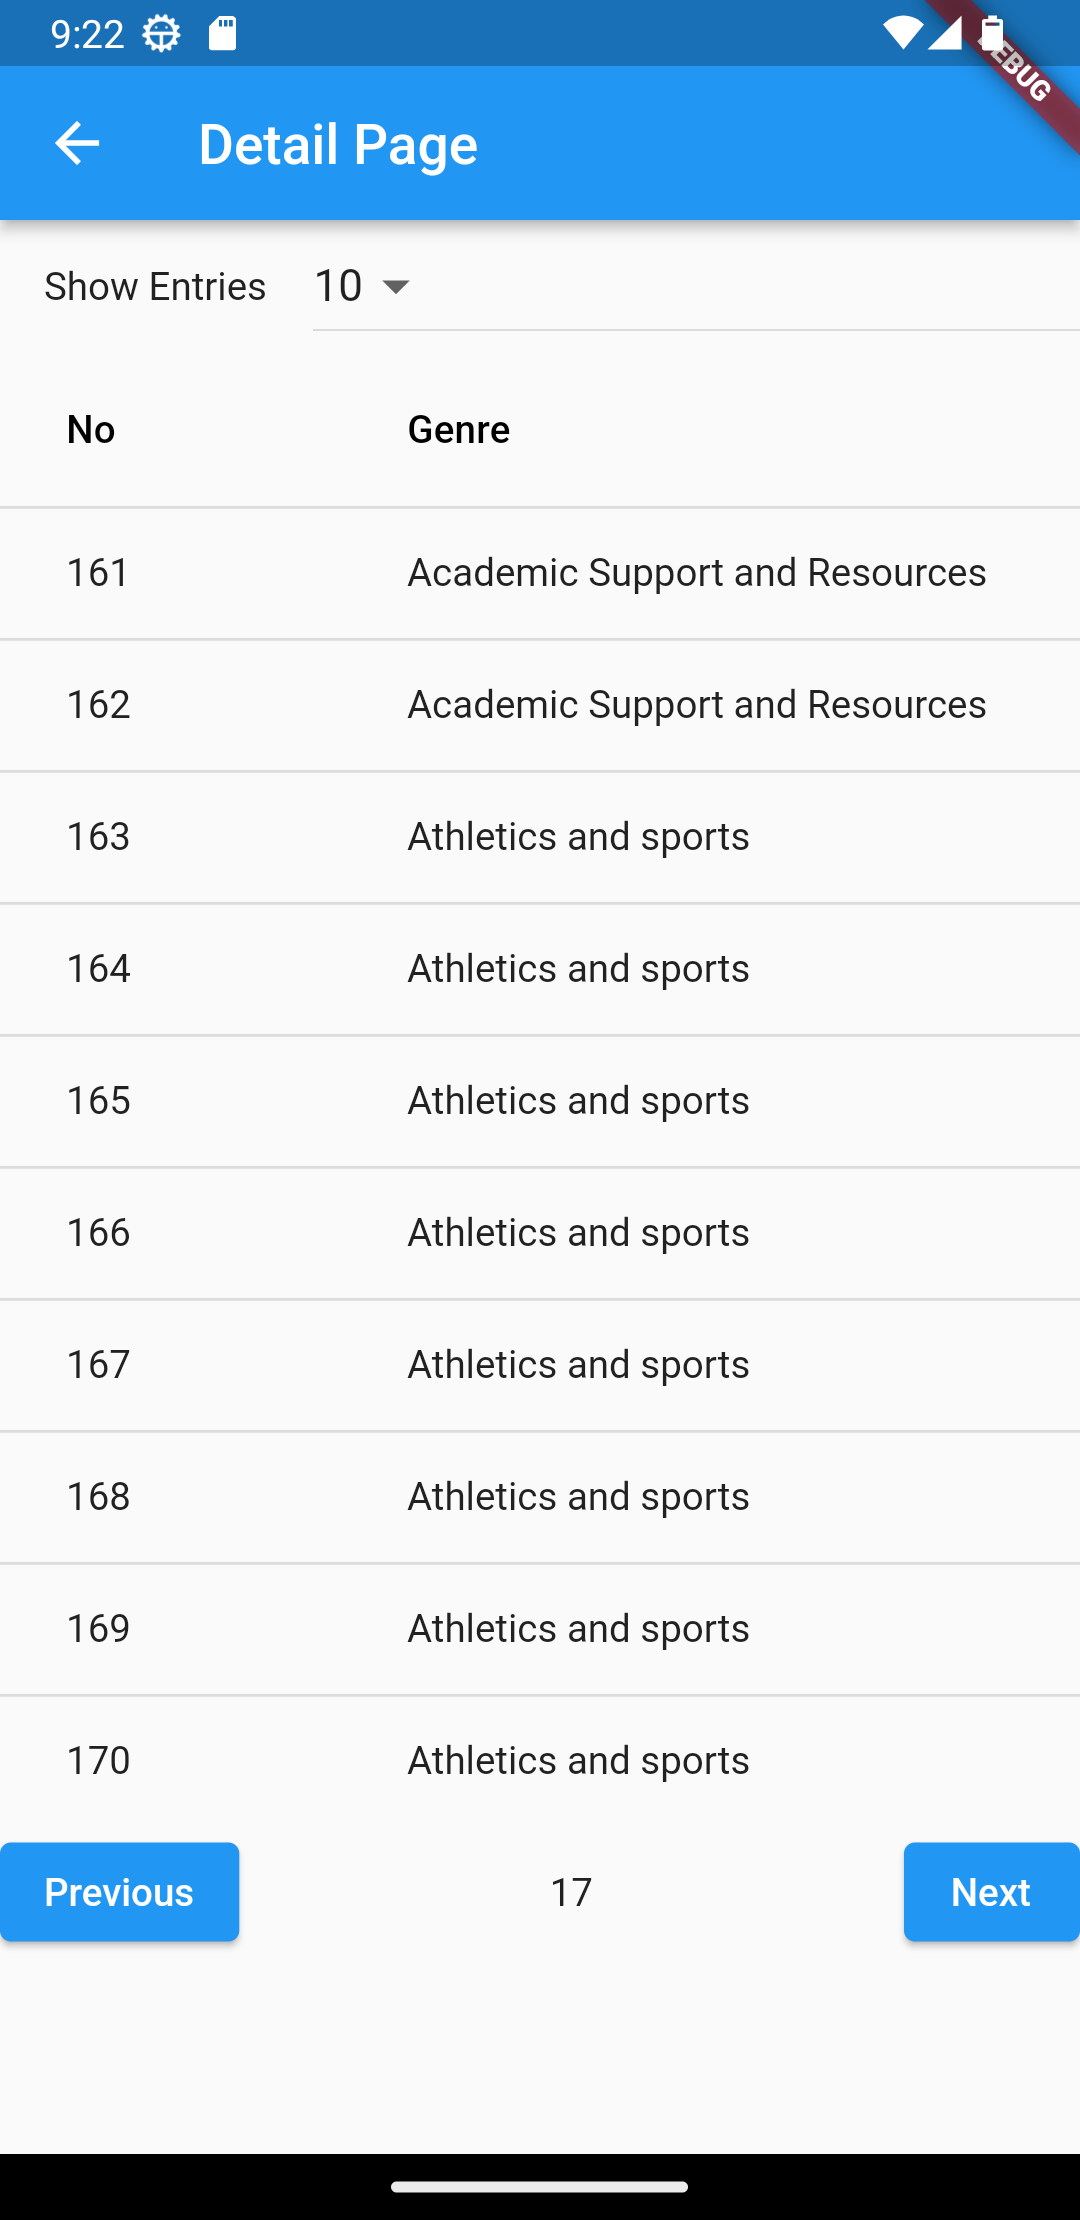 9:22
DEBUG
Detail Page
Show Entries 10
No Genre
161 Academic Support and Resources
162 Academic Support and Resources
163 Athletics and sports
164 Athletics and sports
165 Athletics and sports
166 Athletics and sports
167 Athletics and sports
168 Athletics and sports
169 Athletics and sports
170 Athletics and sports
Previous 17 Next